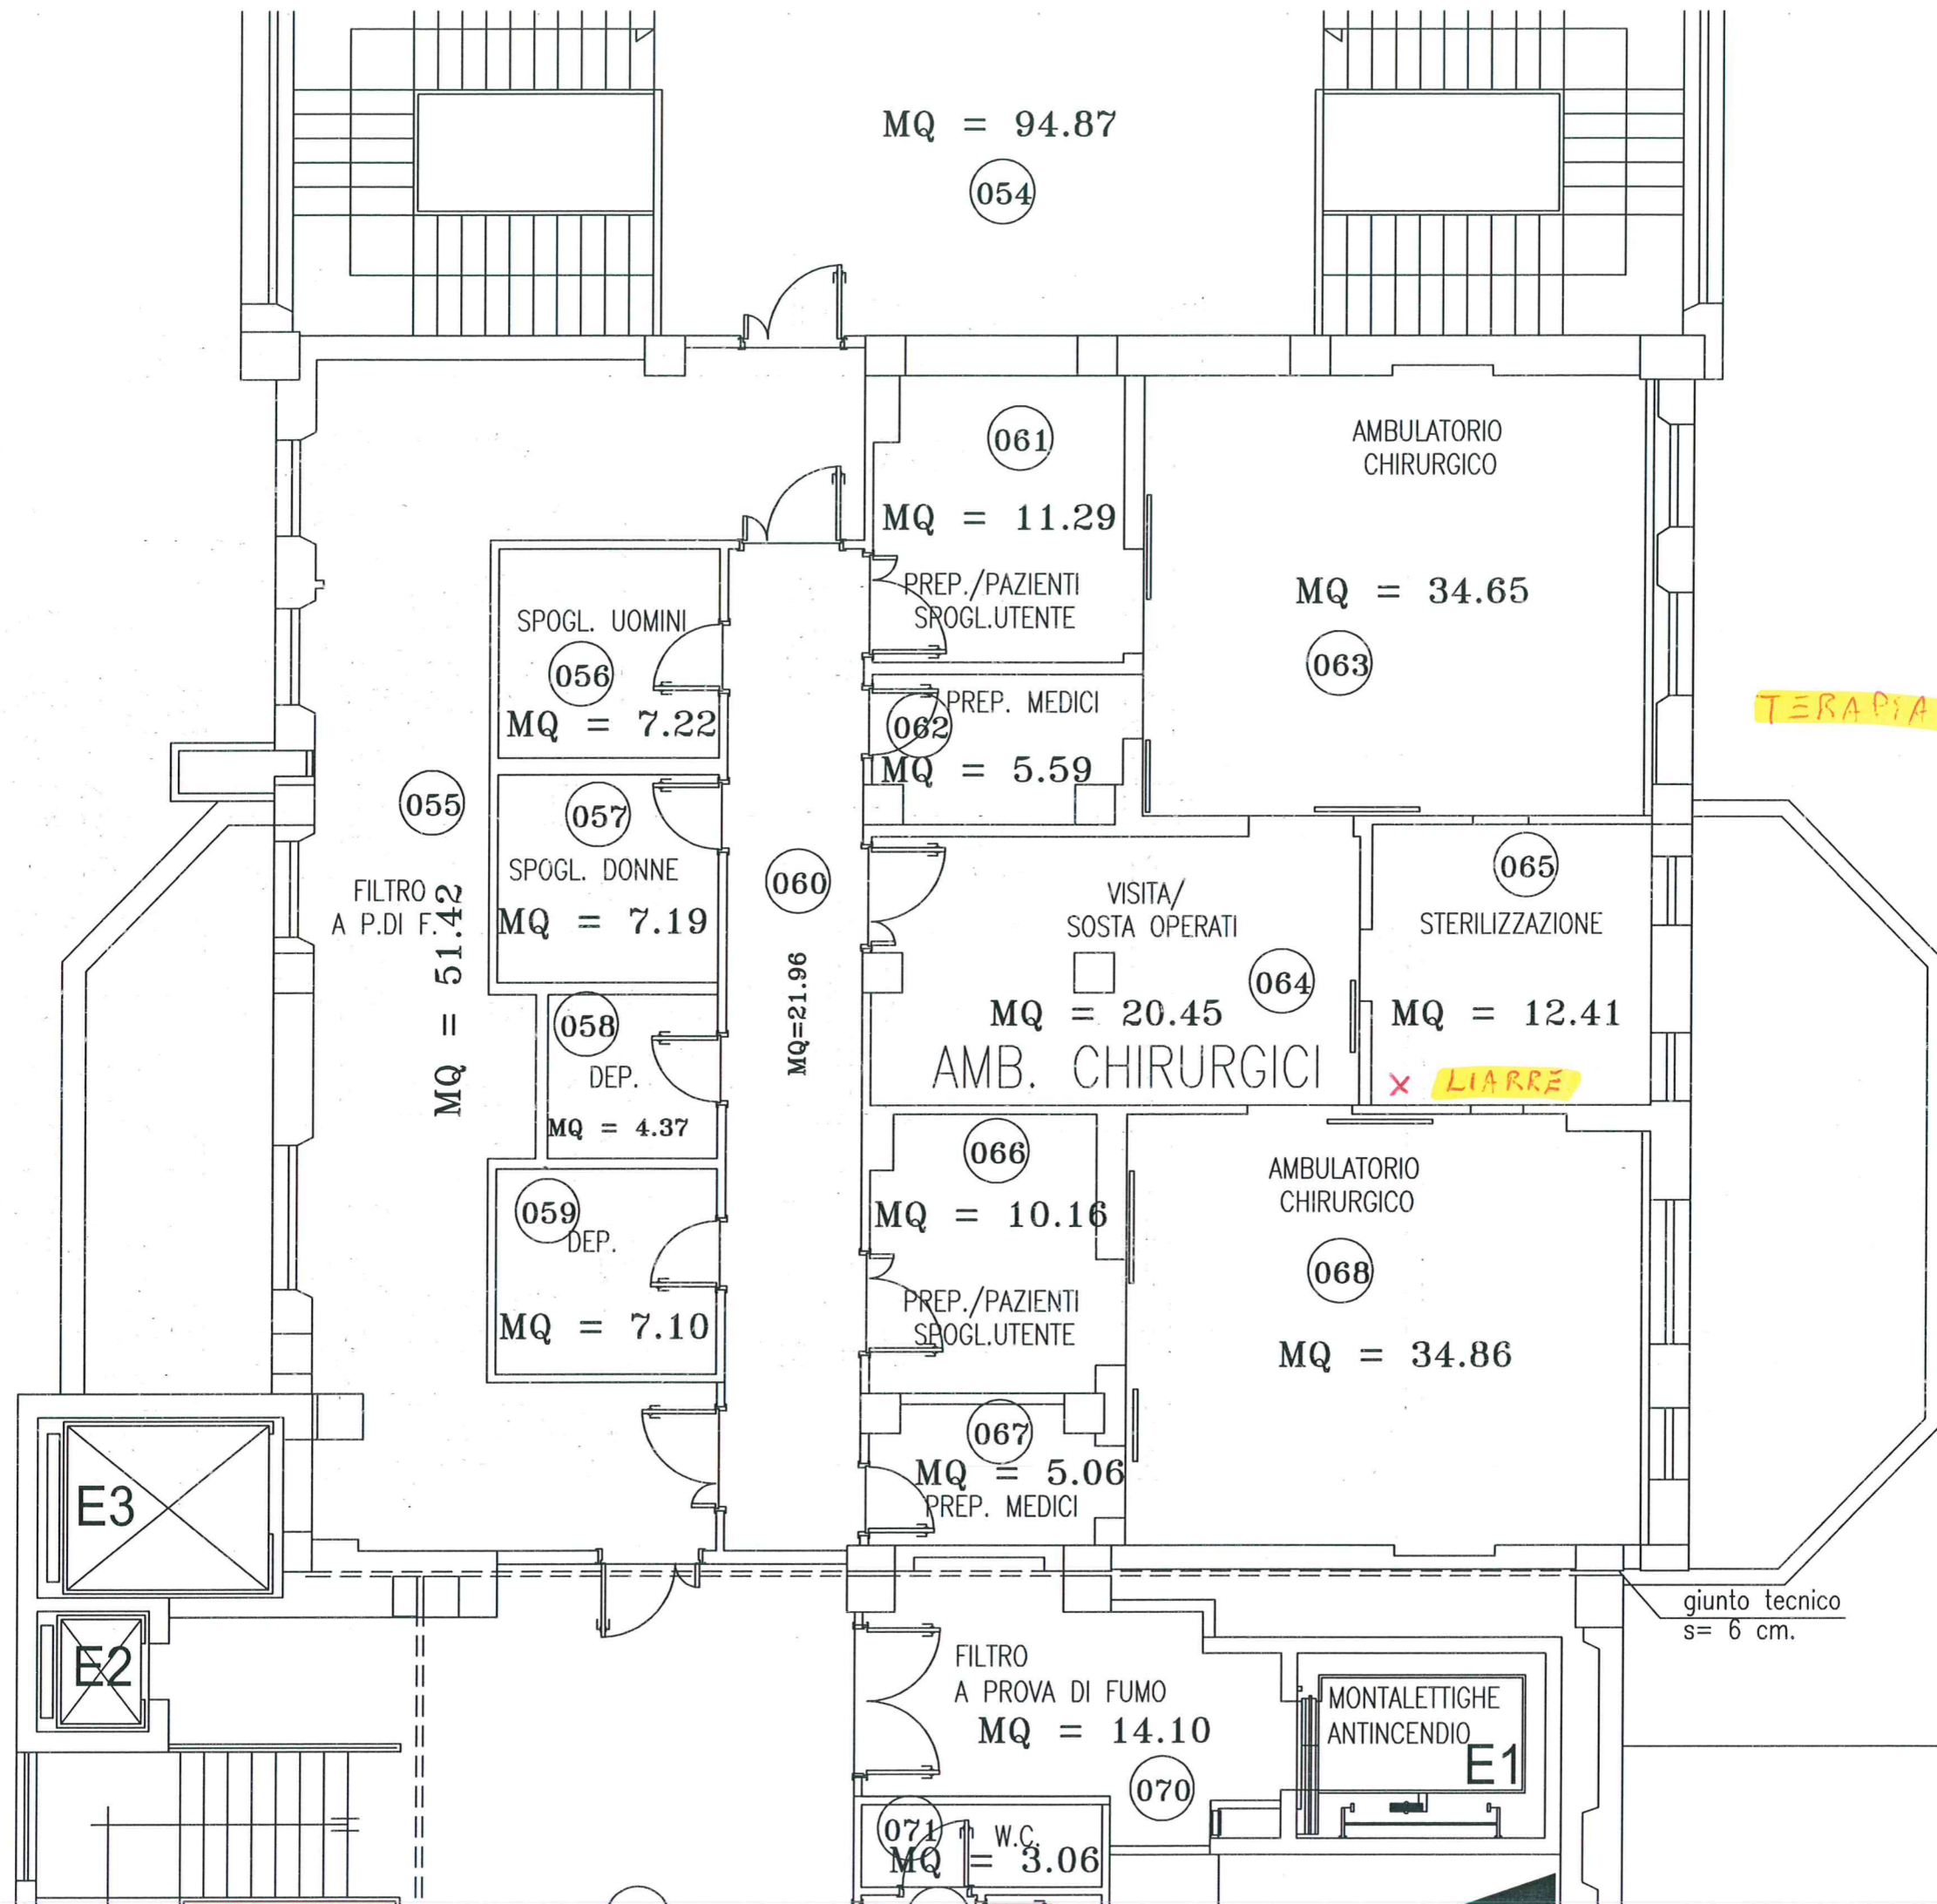 MQ = 94.87
054
061
MQ = 11.29
PREP./PAZIENTI
SPOGL.UTENTE
AMBULATORIO
CHIRURGICO
MQ = 34.65
063
SPOGL. UOMINI
056
MQ = 7.22
PREP. MEDICI
062
MQ = 5.59
TERAPIA
055
FILTRO
A P.DI F.
MQ = 51.42
057
SPOGL. DONNE
MQ = 7.19
060
MQ=21.96
VISITA/
SOSTA OPERATI
064
MQ = 20.45
AMB. CHIRURGICI
065
STERILIZZAZIONE
MQ = 12.41
x LIARRE
058
DEP.
MQ = 4.37
059
DEP.
MQ = 7.10
066
MQ = 10.16
PREP./PAZIENTI
SPOGL.UTENTE
AMBULATORIO
CHIRURGICO
068
MQ = 34.86
067
MQ = 5.06
PREP. MEDICI
E3
E2
giunto tecnico
s= 6 cm.
FILTRO
A PROVA DI FUMO
MQ = 14.10
070
MONTALETTIGHE
ANTINCENDIO
E1
071
W.C.
MQ = 3.06